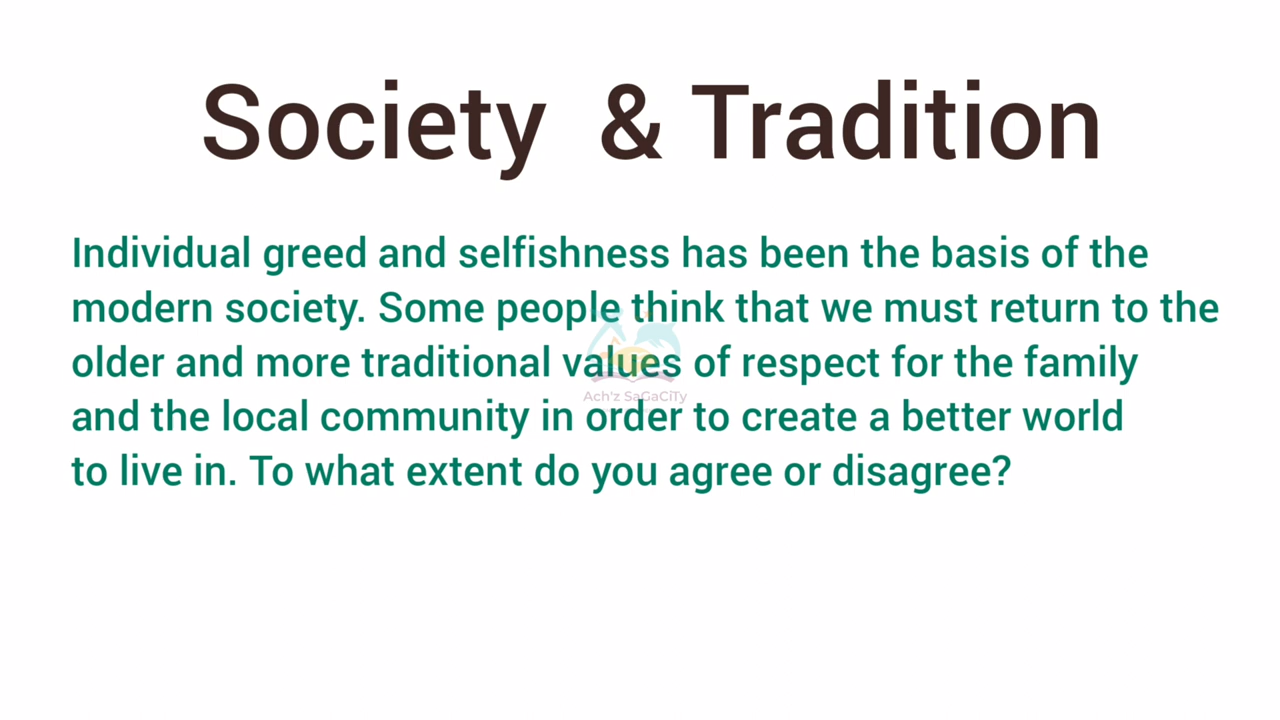 Society & Tradition
Individual greed and selfishness has been the basis of the
modern society. Some people think that we must return to the
older and more traditional values of respect for the family
Ach'z SaGaCiTy
and the local community in order to create a better world
to live in. To what extent do you agree or disagree?